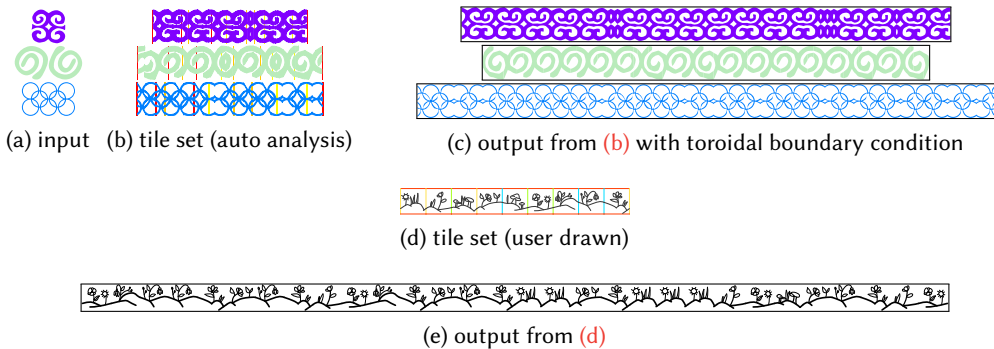 (a) input
(b) tile set (auto analysis)
(c) output from (b) with toroidal boundary condition
(d) tile set (user drawn)
(e) output from (d)